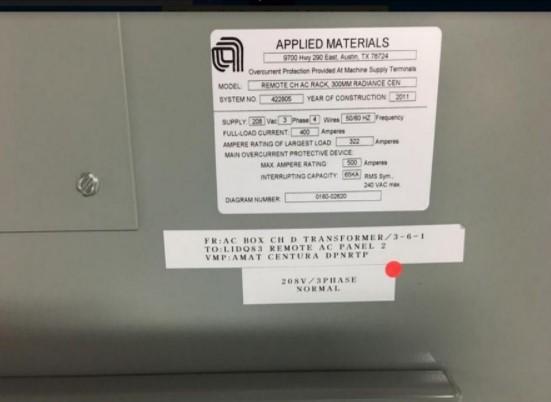 APPLIED MATERIALS
9700 Hwy 290 East, Austin, TX 78724
Overcurrent Protection Provided At Machine Supply Terminals
MODEL: REMOTE CH AC RACK, 300MM RADIANCE CEN
SYSTEM NO. 422805 YEAR OF CONSTRUCTION: 2011
SUPPLY: 208 Vac 3 Phase 4 Wires 50/60 HZ Frequency
FULL-LOAD CURRENT: 400 Amperes
AMPERE RATING OF LARGEST LOAD: 322 Amperes
MAIN OVERCURRENT PROTECTIVE DEVICE:
MAX. AMPERE RATING: 500 Amperes
INTERRUPTING CAPACITY: 65KA RMS Sym.,
240 VAC max.
DIAGRAM NUMBER: 0160-02620
FR:AC BOX CH D TRANSFORMER/3-6-1
TO:LIDQ83 REMOTE AC PANEL 2
VMP:AMAT CENTURA DPNRTP
208V/3PHASE
NORMAL